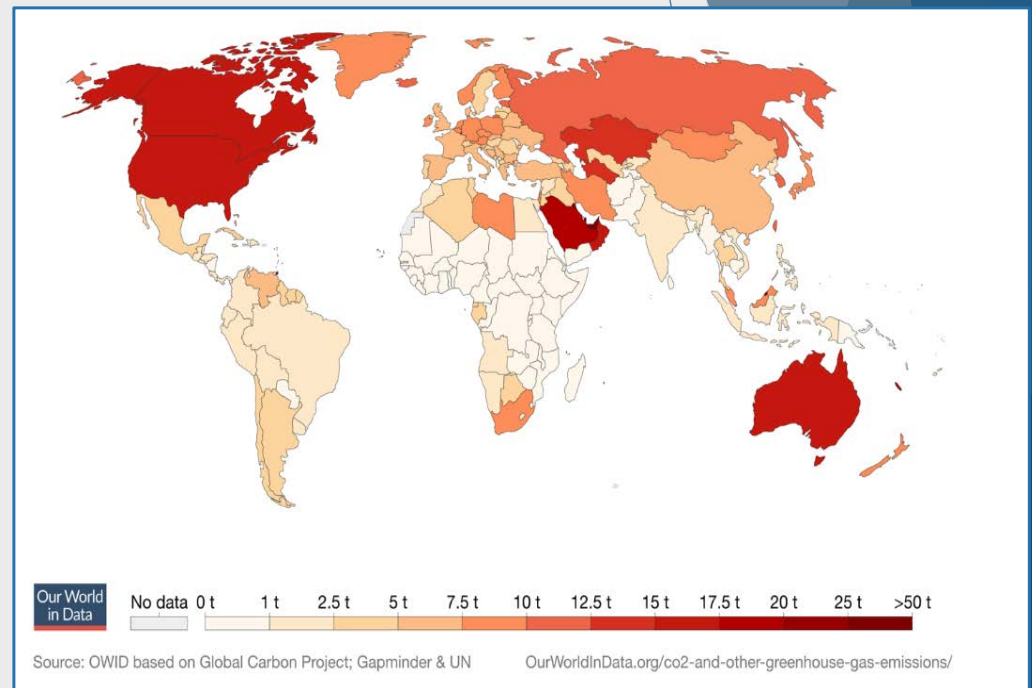 No data 0 t 1 t 2.5 t 5 t 7.5 t 10 t 12.5 t 15 t 17.5 t 20 t 25 t >50 t
Our World
in Data
Source: OWID based on Global Carbon Project; Gapminder & UN OurWorldInData.org/co2-and-other-greenhouse-gas-emissions/